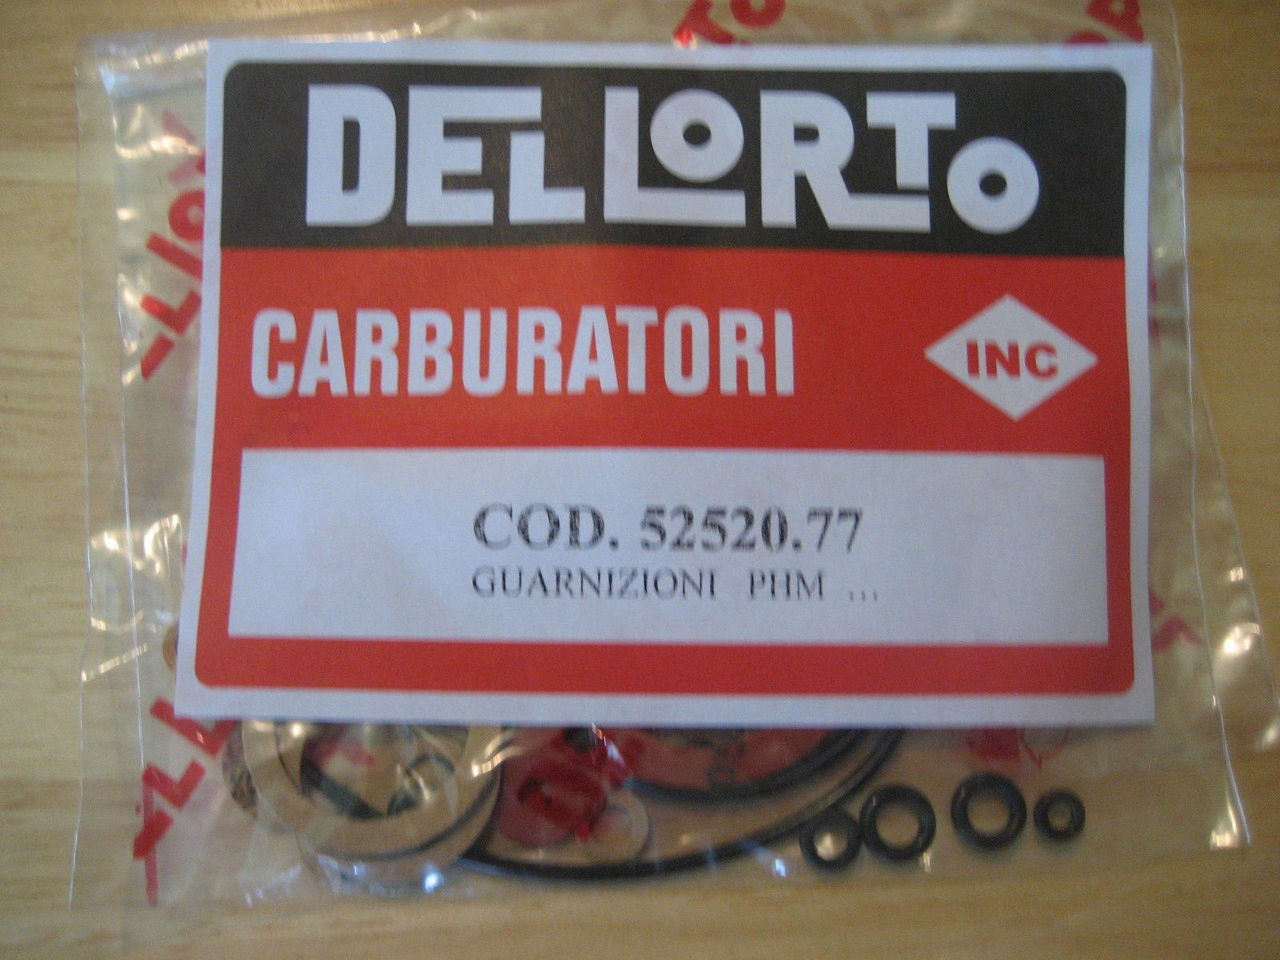 DELLORTO
CARBURATORI
INC
COD. 52520.77
GUARNIZIONI PHM ...